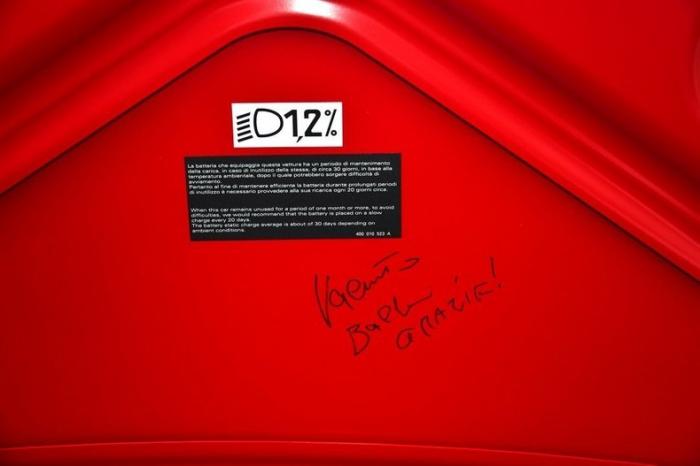 1,2%
La batteria che equipaggia questa vettura ha un periodo di mantenimento
della carica, in caso di inutilizzo della stessa, di circa 30 giorni, in base alla
temperatura ambientale, dopo il quale potrebbero sorgere difficoltà di
avviamento.
Pertanto al fine di mantenere efficiente la batteria durante prolungati periodi
di inutilizzo è necessario provvedere alla sua ricarica ogni 20 giorni circa.
When this car remains unused for a period of one month or more, to avoid
difficulties, we would recommend that the battery is placed on a slow
charge every 20 days.
The battery static charge average is about of 30 days depending on
ambient conditions.
400 010 523 A
GRAZIE!